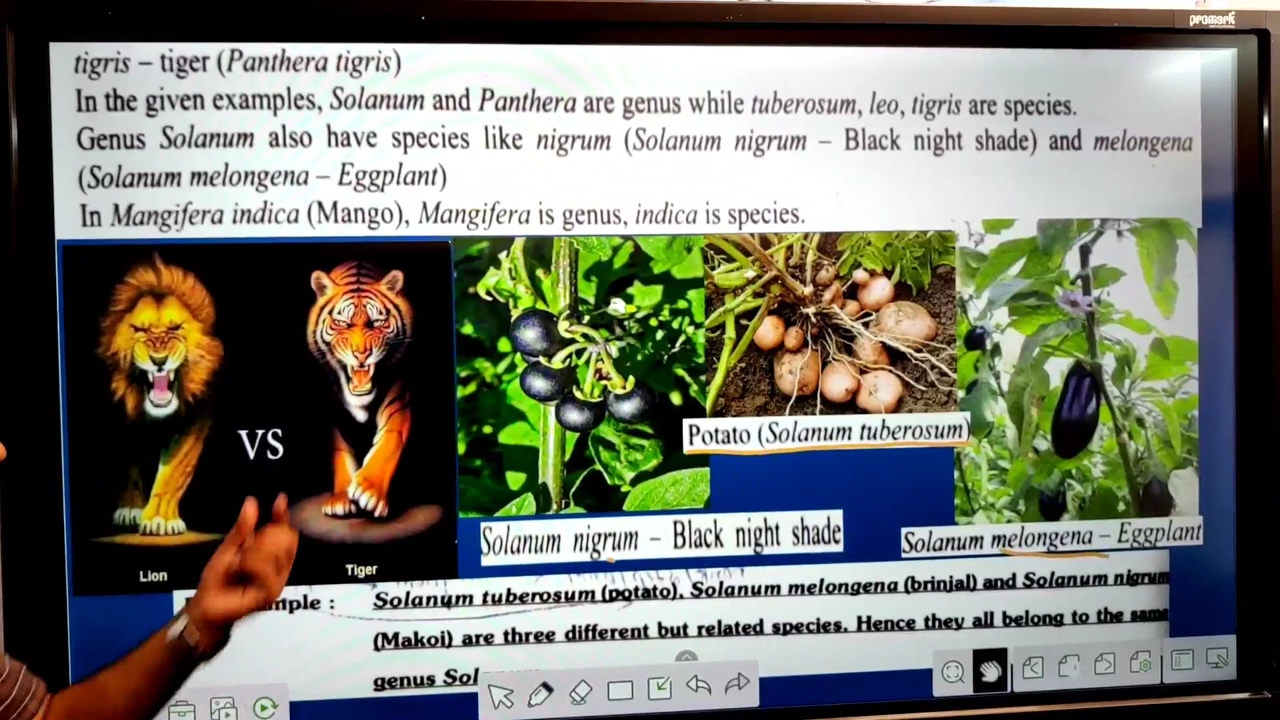 promark
tigris – tiger (Panthera tigris)
In the given examples, Solanum and Panthera are genus while tuberosum, leo, tigris are species.
Genus Solanum also have species like nigrum (Solanum nigrum – Black night shade) and melongena
(Solanum melongena – Eggplant)
In Mangifera indica (Mango), Mangifera is genus, indica is species.
VS
Lion
Tiger
Potato (Solanum tuberosum)
Solanum nigrum – Black night shade
Solanum melongena – Eggplant
Solanum tuberosum (potato), Solanum melongena (brinjal) and Solanum nigrum
(Makoi) are three different but related species. Hence they all belong to the same
genus